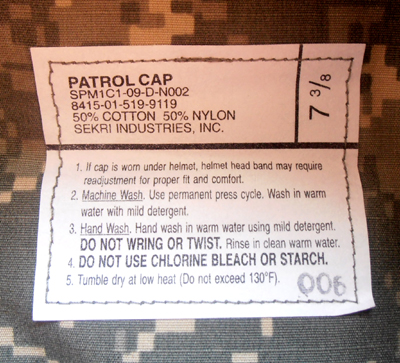 PATROL CAP
SPM1C1-09-D-N002
8415-01-519-9119
50% COTTON 50% NYLON
SEKRI INDUSTRIES, INC.
7 3/8
1. If cap is worn under helmet, helmet head band may require
readjustment for proper fit and comfort.
2. Machine Wash. Use permanent press cycle. Wash in warm
water with mild detergent.
3. Hand Wash. Hand wash in warm water using mild detergent.
DO NOT WRING OR TWIST. Rinse in clean warm water.
4. DO NOT USE CHLORINE BLEACH OR STARCH.
5. Tumble dry at low heat (Do not exceed 130°F).
006